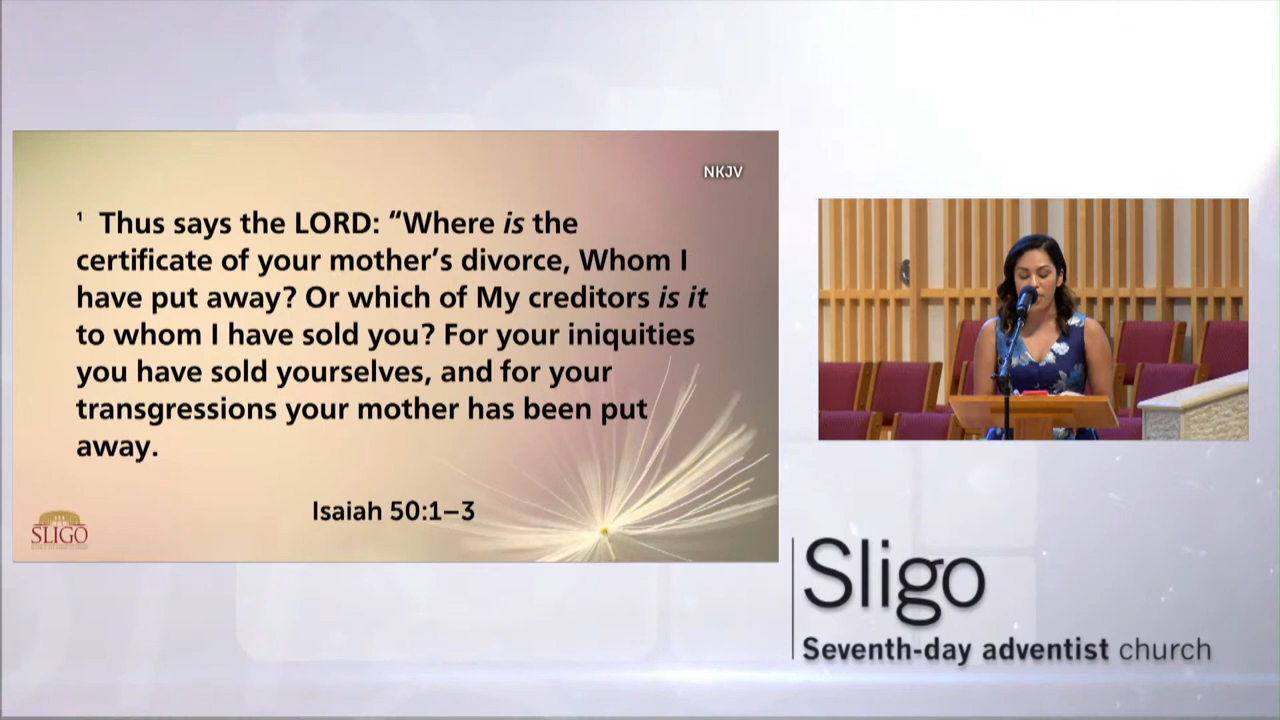 NKJV
¹ Thus says the LORD: “Where is the
certificate of your mother’s divorce, Whom I
have put away? Or which of My creditors is it
to whom I have sold you? For your iniquities
you have sold yourselves, and for your
transgressions your mother has been put
away.
Isaiah 50:1–3
SLIGO
Sligo
Seventh-day adventist church